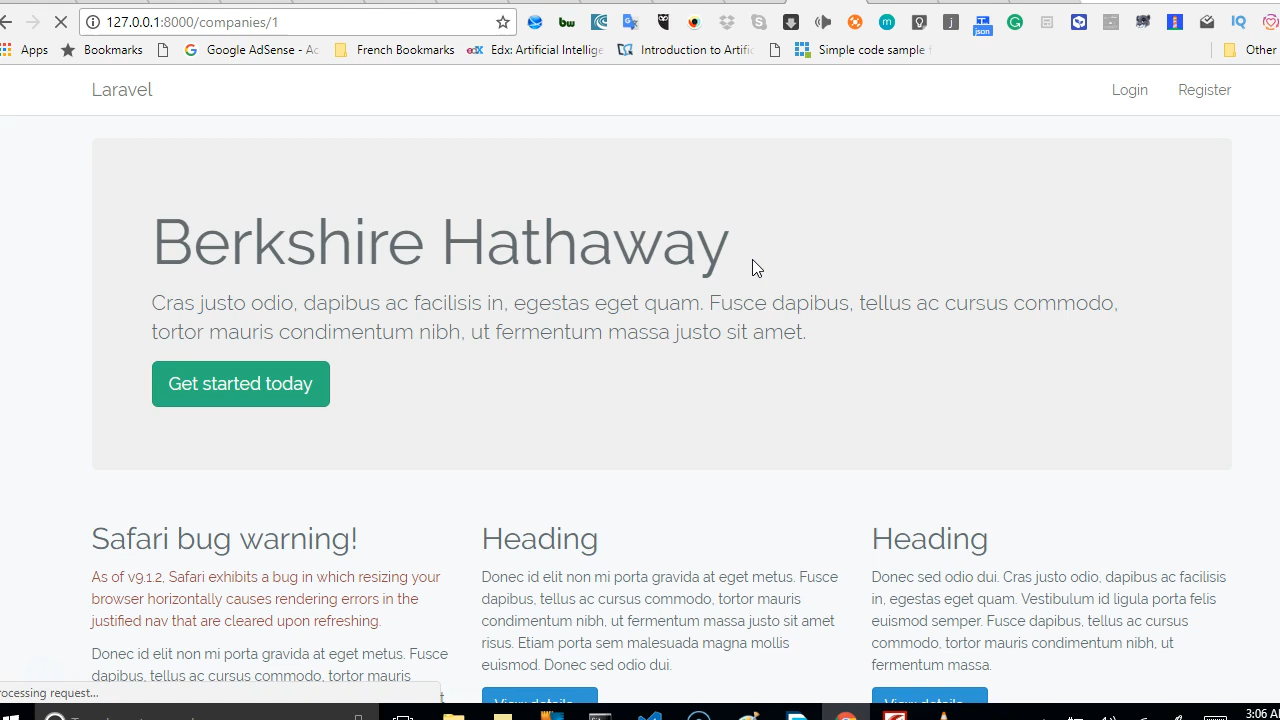 127.0.0.1:8000/companies/1
json
Apps Bookmarks Google AdSense - Ac French Bookmarks Edx: Artificial Intellige Introduction to Artific Simple code sample Other
Laravel Login Register
Berkshire Hathaway
Cras justo odio, dapibus ac facilisis in, egestas eget quam. Fusce dapibus, tellus ac cursus commodo,
tortor mauris condimentum nibh, ut fermentum massa justo sit amet.
Get started today
Safari bug warning!
As of v9.1.2, Safari exhibits a bug in which resizing your
browser horizontally causes rendering errors in the
justified nav that are cleared upon refreshing.
Donec id elit non mi porta gravida at eget metus. Fusce
dapibus, tellus ac cursus commodo, tortor mauris
Heading
Donec id elit non mi porta gravida at eget metus. Fusce
dapibus, tellus ac cursus commodo, tortor mauris
condimentum nibh, ut fermentum massa justo sit amet
risus. Etiam porta sem malesuada magna mollis
euismod. Donec sed odio dui.
View details
Heading
Donec sed odio dui. Cras justo odio, dapibus ac facilisis
in, egestas eget quam. Vestibulum id ligula porta felis
euismod semper. Fusce dapibus, tellus ac cursus
commodo, tortor mauris condimentum nibh, ut
fermentum massa.
View details
rocessing request...
3:06 A